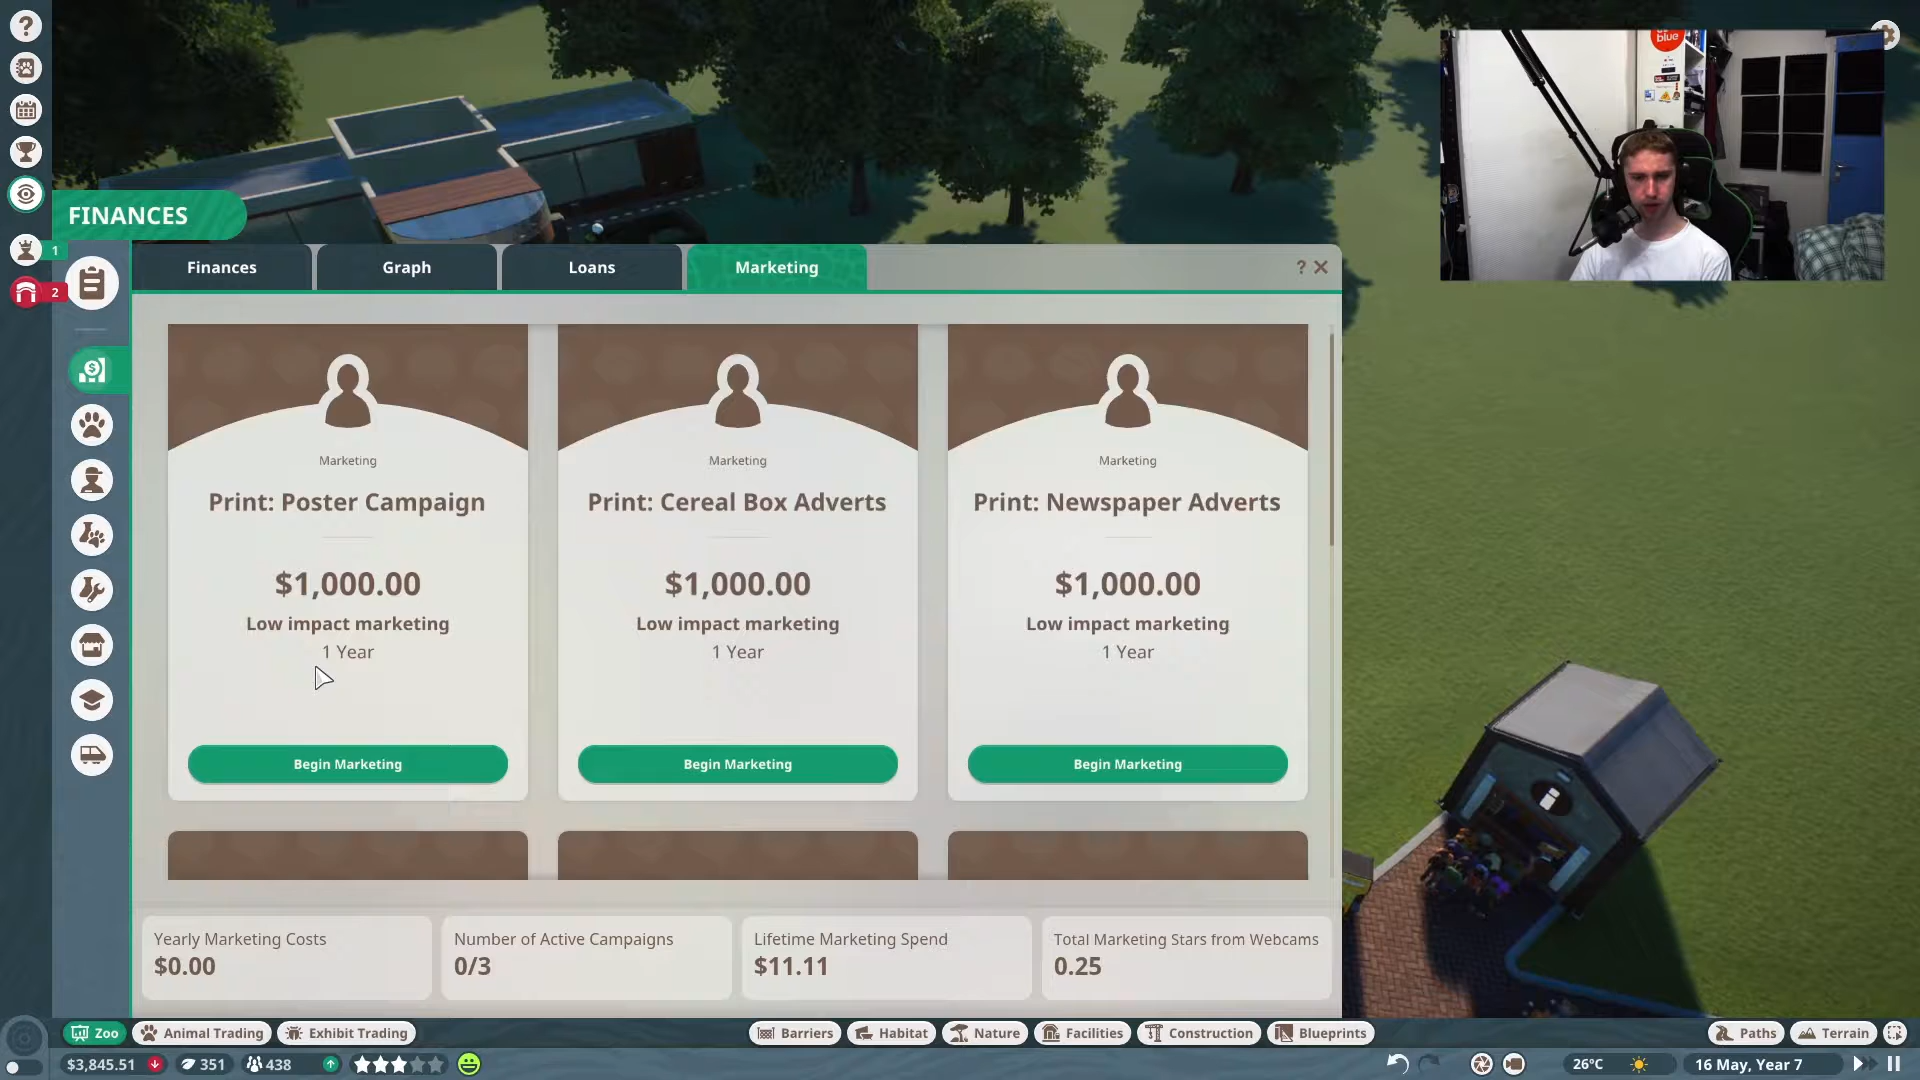 blue
FINANCES
1
2
Finances
Graph
Loans
Marketing
?
Marketing
Print: Poster Campaign
$1,000.00
Low impact marketing
1 Year
Begin Marketing
Marketing
Print: Cereal Box Adverts
$1,000.00
Low impact marketing
1 Year
Begin Marketing
Marketing
Print: Newspaper Adverts
$1,000.00
Low impact marketing
1 Year
Begin Marketing
Yearly Marketing Costs
$0.00
Number of Active Campaigns
0/3
Lifetime Marketing Spend
$11.11
Total Marketing Stars from Webcams
0.25
Zoo
Animal Trading
Exhibit Trading
Barriers
Habitat
Nature
Facilities
Construction
Blueprints
Paths
Terrain
$3,845.51
351
438
26°C
16 May, Year 7